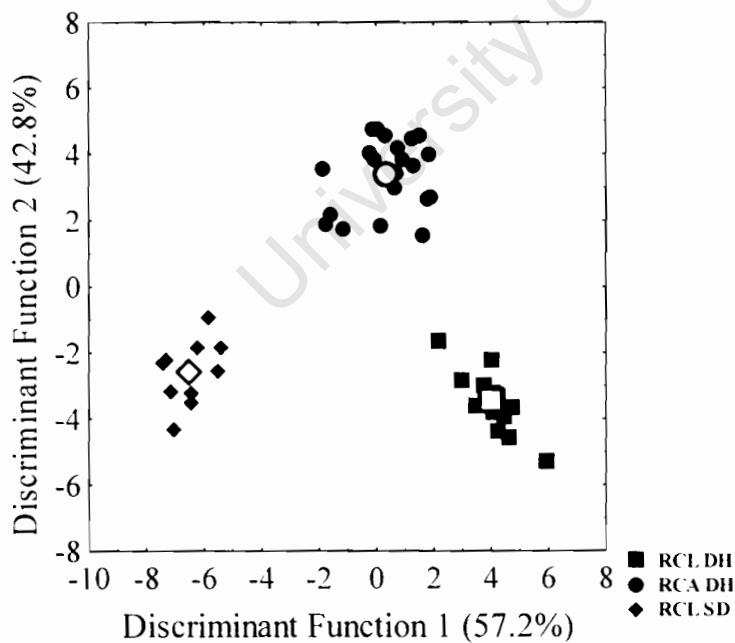 University o
8
6
4
2
0
-2
-4
-6
-8
Discriminant Function 2 (42.8%)
-10 -8 -6 -4 -2 0 2 4 6 8
Discriminant Function 1 (57.2%)
RCL DH
RCA DH
RCL SD